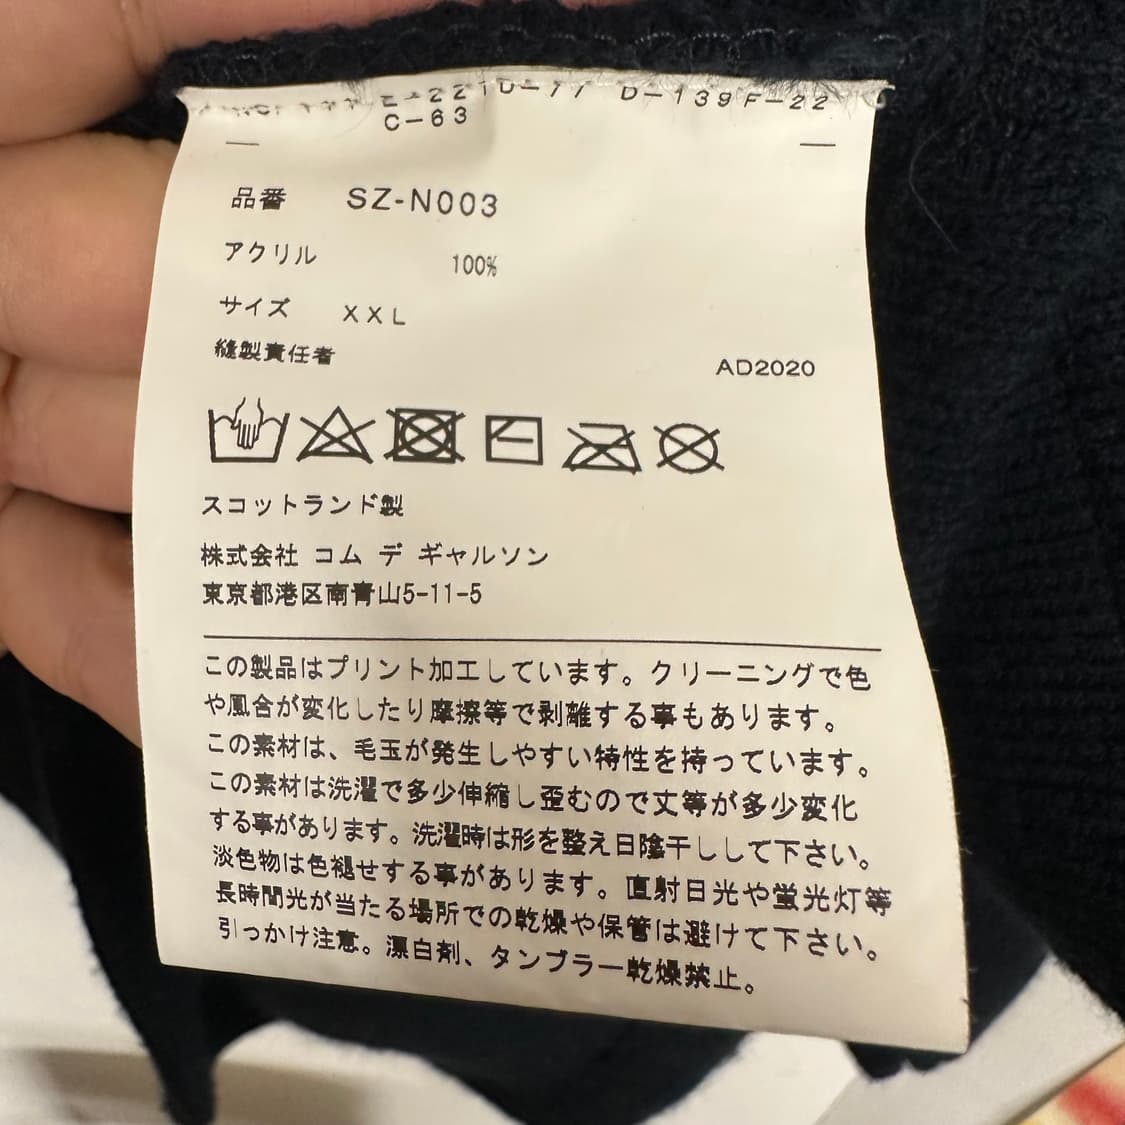 D-139 F-22
C-63
品番 SZ-N003
アクリル 100%
サイズ XXL
縫製責任者
AD2020
スコットランド製
株式会社 コム デ ギャルソン
東京都港区南青山5-11-5
この製品はプリント加工しています。クリーニングで色
や風合が変化したり摩擦等で剥離する事もあります。
この素材は、毛玉が発生しやすい特性を持っています。
この素材は洗濯で多少伸縮し歪むので丈等が多少変化
する事があります。洗濯時は形を整え日陰干しして下さい。
淡色物は色褪せする事があります。直射日光や蛍光灯等
長時間光が当たる場所での乾燥や保管は避けて下さい。
引っかけ注意。漂白剤、タンブラー乾燥禁止。